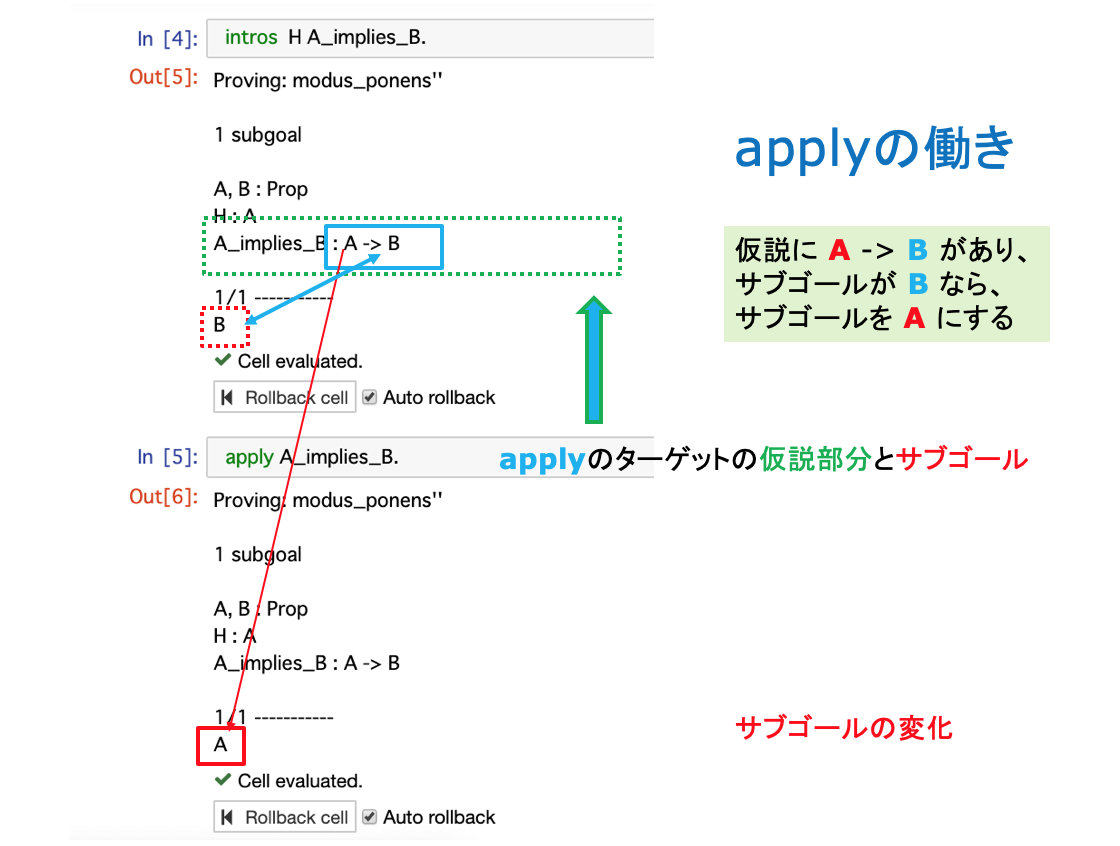 In [4]: intros H A_implies_B.
Out[5]: Proving: modus_ponens''
1 subgoal
A, B : Prop
H : A
A_implies_B : A -> B
1/1 -----------
B
Cell evaluated.
Rollback cell Auto rollback
applyの働き
仮説に A -> B があり、
サブゴールが B なら、
サブゴールを A にする
In [5]: apply A_implies_B.
applyのターゲットの仮説部分とサブゴール
Out[6]: Proving: modus_ponens''
1 subgoal
A, B : Prop
H : A
A_implies_B : A -> B
1/1 -----------
A
サブゴールの変化
Cell evaluated.
Rollback cell Auto rollback